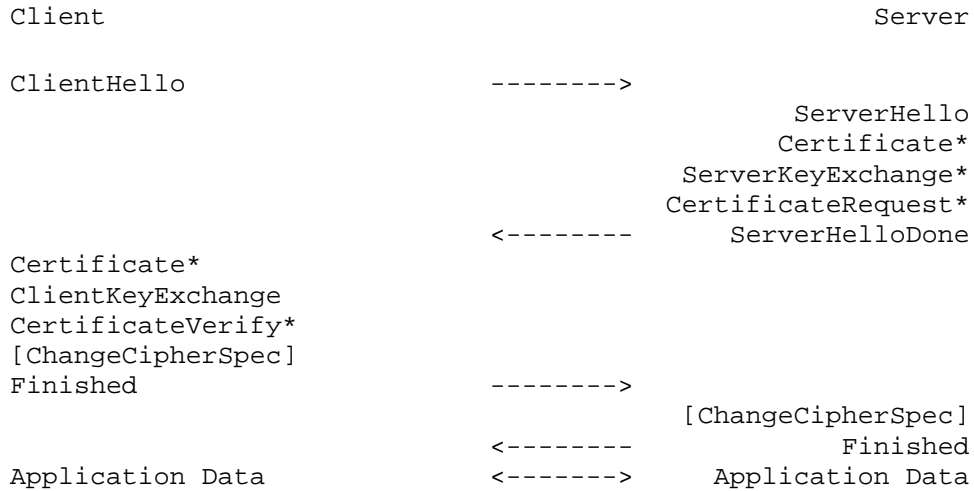 Client                                               Server

ClientHello                  -------->
                                                ServerHello
                                               Certificate*
                                         ServerKeyExchange*
                                        CertificateRequest*
                             <--------      ServerHelloDone
Certificate*
ClientKeyExchange
CertificateVerify*
[ChangeCipherSpec]
Finished                     -------->
                                         [ChangeCipherSpec]
                             <--------             Finished
Application Data             <------->     Application Data